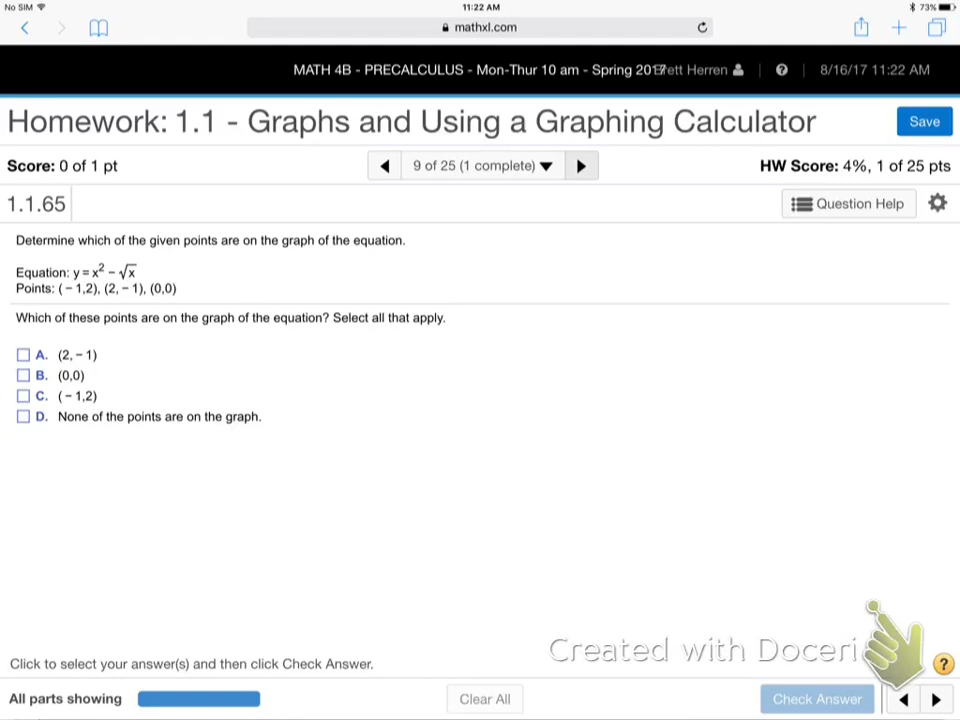 No SIM 11:22 AM 73%
mathxl.com
MATH 4B - PRECALCULUS - Mon-Thur 10 am - Spring 2017 Brett Herren ? 8/16/17 11:22 AM
Homework: 1.1 - Graphs and Using a Graphing Calculator Save
Score: 0 of 1 pt 9 of 25 (1 complete) HW Score: 4%, 1 of 25 pts
1.1.65 Question Help
Determine which of the given points are on the graph of the equation.
Equation: y = x² − √x
Points: ( − 1,2), (2, − 1), (0,0)
Which of these points are on the graph of the equation? Select all that apply.
A. (2, − 1)
B. (0,0)
C. ( − 1,2)
D. None of the points are on the graph.
Created with Doceri
Click to select your answer(s) and then click Check Answer. ?
All parts showing Clear All Check Answer